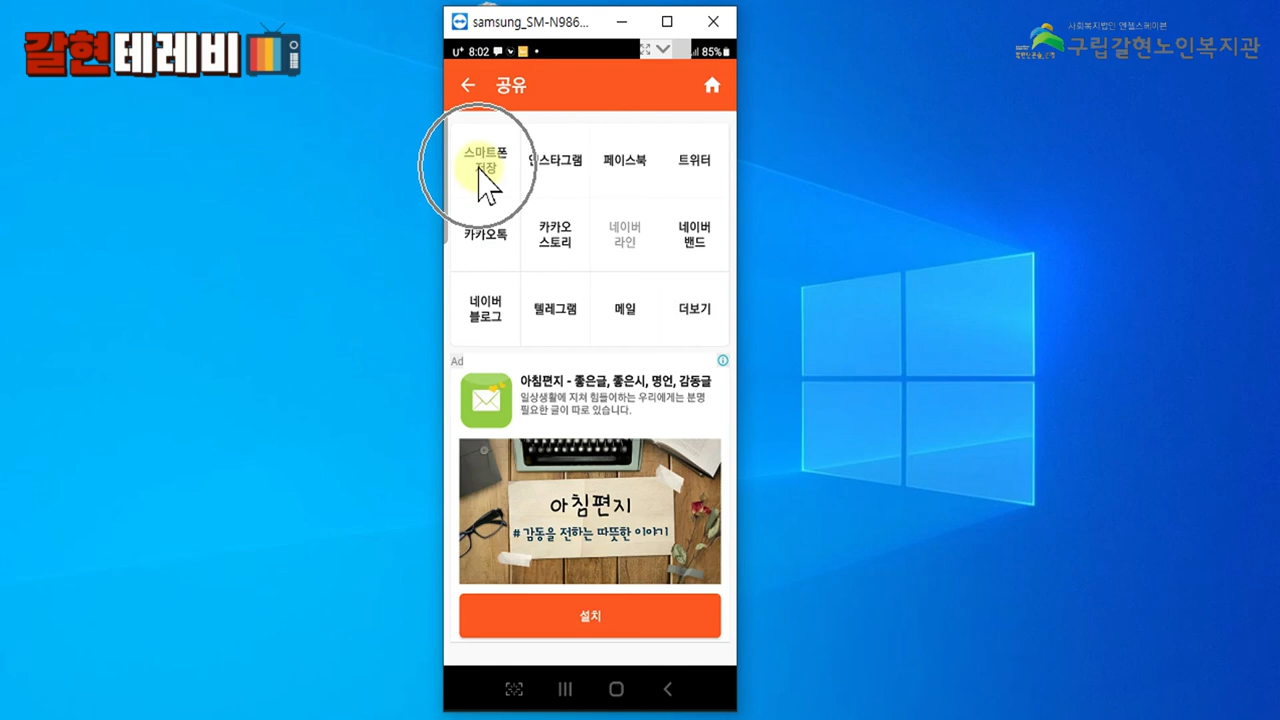 갈현테레비
samsung_SM-N986...
사회복지법인 엔젤스헤이븐
구립갈현노인복지관
U+ 8:02
85%
공유
스마트폰
저장
인스타그램
페이스북
트위터
카카오톡
카카오
스토리
네이버
라인
네이버
밴드
네이버
블로그
텔레그램
메일
더보기
Ad
아침편지 - 좋은글, 좋은시, 명언, 감동글
일상생활에 지쳐 힘들어하는 우리에게는 분명
필요한 글이 따로 있습니다.
아침편지
#감동을 전하는 따뜻한 이야기
설치